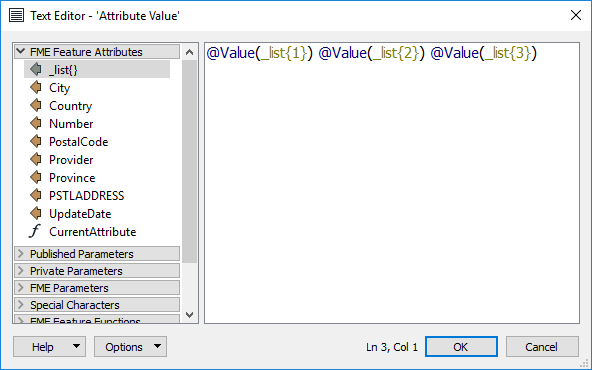 Text Editor - 'Attribute Value'
FME Feature Attributes
_list{}
City
Country
Number
PostalCode
Provider
Province
PSTLADDRESS
UpdateDate
f CurrentAttribute
Published Parameters
Private Parameters
FME Parameters
Special Characters
FME Feature Functions
@Value(_list{1}) @Value(_list{2}) @Value(_list{3})
Help
Options
Ln 3, Col 1
OK
Cancel